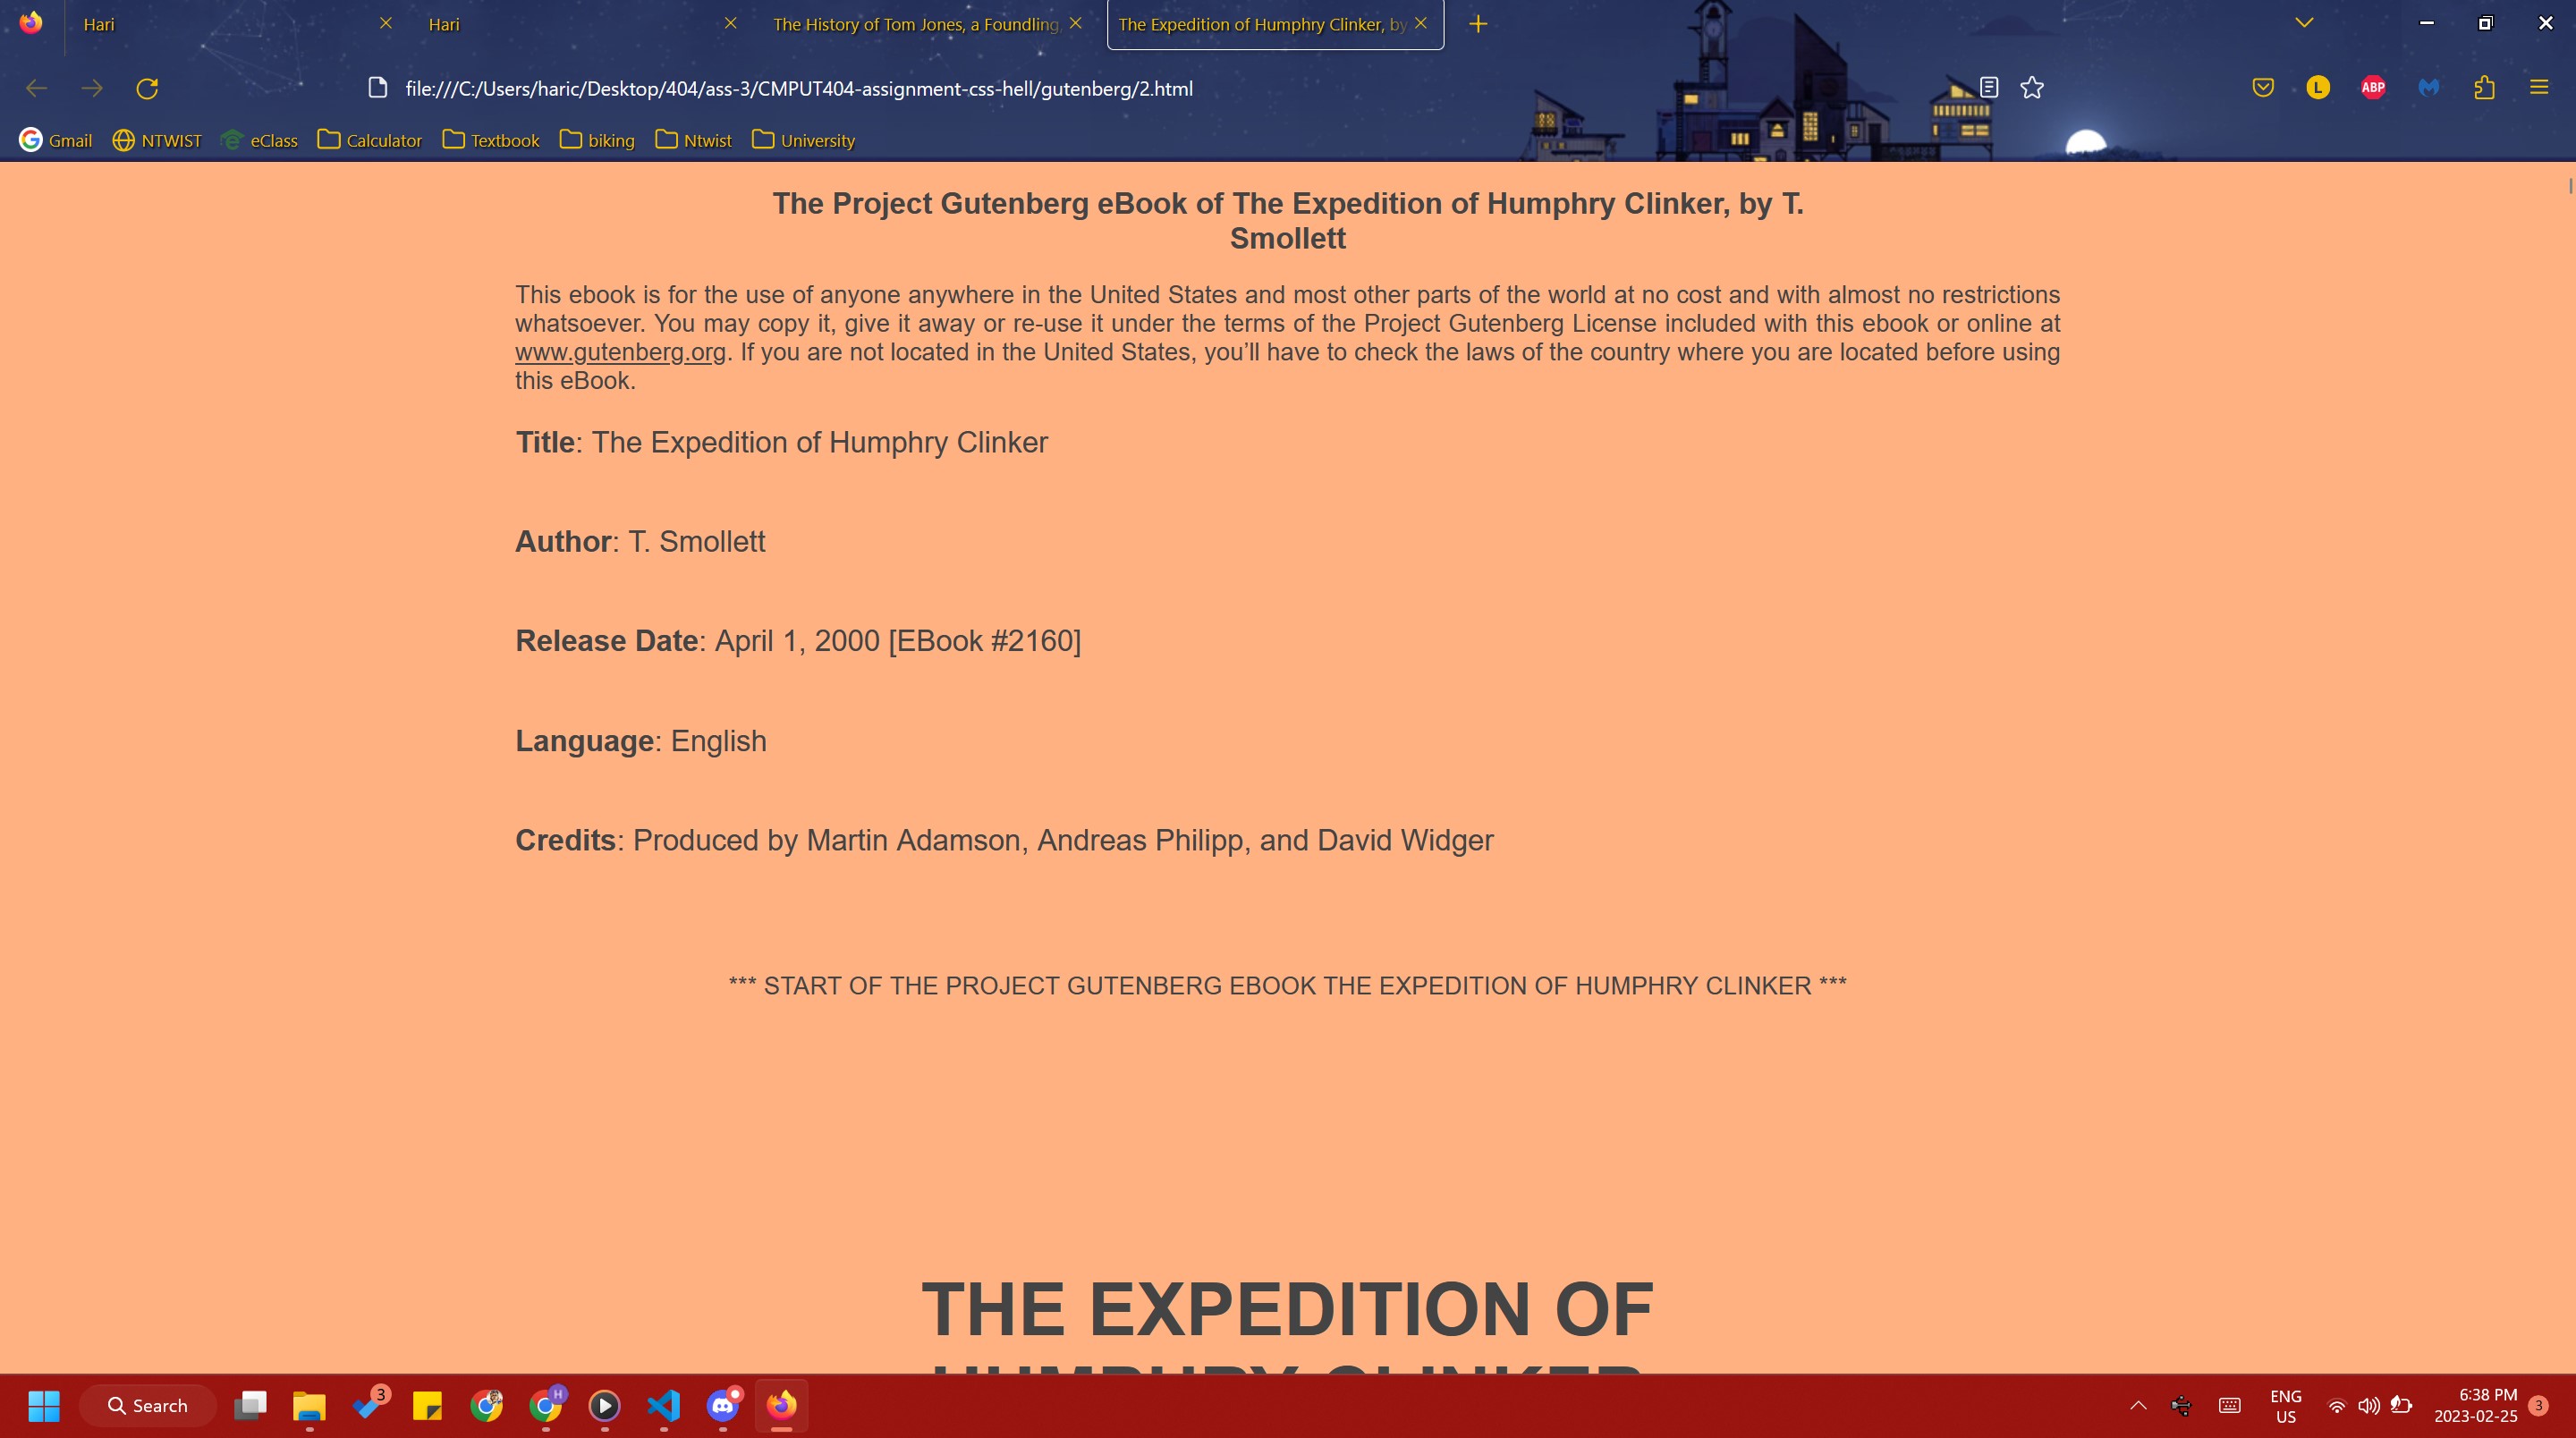 Hari
Hari
The History of Tom Jones, a Foundling,
The Expedition of Humphry Clinker, by
file:///C:/Users/haric/Desktop/404/ass-3/CMPUT404-assignment-css-hell/gutenberg/2.html
L
ABP
Gmail
NTWIST
eClass
Calculator
Textbook
biking
Ntwist
University
The Project Gutenberg eBook of The Expedition of Humphry Clinker, by T.
Smollett
This ebook is for the use of anyone anywhere in the United States and most other parts of the world at no cost and with almost no restrictions
whatsoever. You may copy it, give it away or re-use it under the terms of the Project Gutenberg License included with this ebook or online at
www.gutenberg.org. If you are not located in the United States, you’ll have to check the laws of the country where you are located before using
this eBook.
Title: The Expedition of Humphry Clinker
Author: T. Smollett
Release Date: April 1, 2000 [EBook #2160]
Language: English
Credits: Produced by Martin Adamson, Andreas Philipp, and David Widger
*** START OF THE PROJECT GUTENBERG EBOOK THE EXPEDITION OF HUMPHRY CLINKER ***
THE EXPEDITION OF
HUMPHRY CLINKER
Search
3
H
ENG
US
6:38 PM
2023-02-25
3